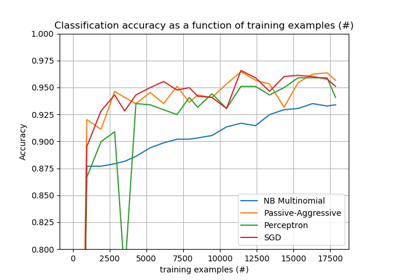 Classification accuracy as a function of training examples (#)
1.000
0.975
0.950
0.925
0.900
0.875
0.850
0.825
0.800
Accuracy
NB Multinomial
Passive-Aggressive
Perceptron
SGD
0 2500 5000 7500 10000 12500 15000 17500
training examples (#)